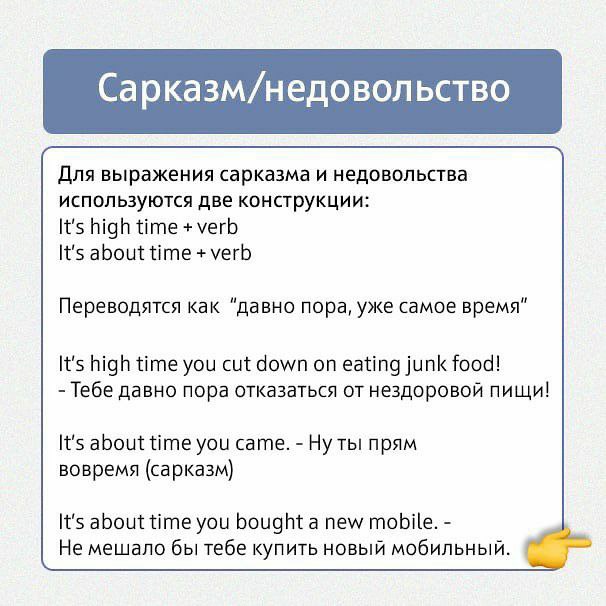 Сарказм/недовольство
Для выражения сарказма и недовольства
используются две конструкции:
It's high time + verb
It's about time + verb
Переводятся как "давно пора, уже самое время"
It's high time you cut down on eating junk food!
- Тебе давно пора отказаться от нездоровой пищи!
It's about time you came. - Ну ты прям
вовремя (сарказм)
It's about time you bought a new mobile. -
Не мешало бы тебе купить новый мобильный.